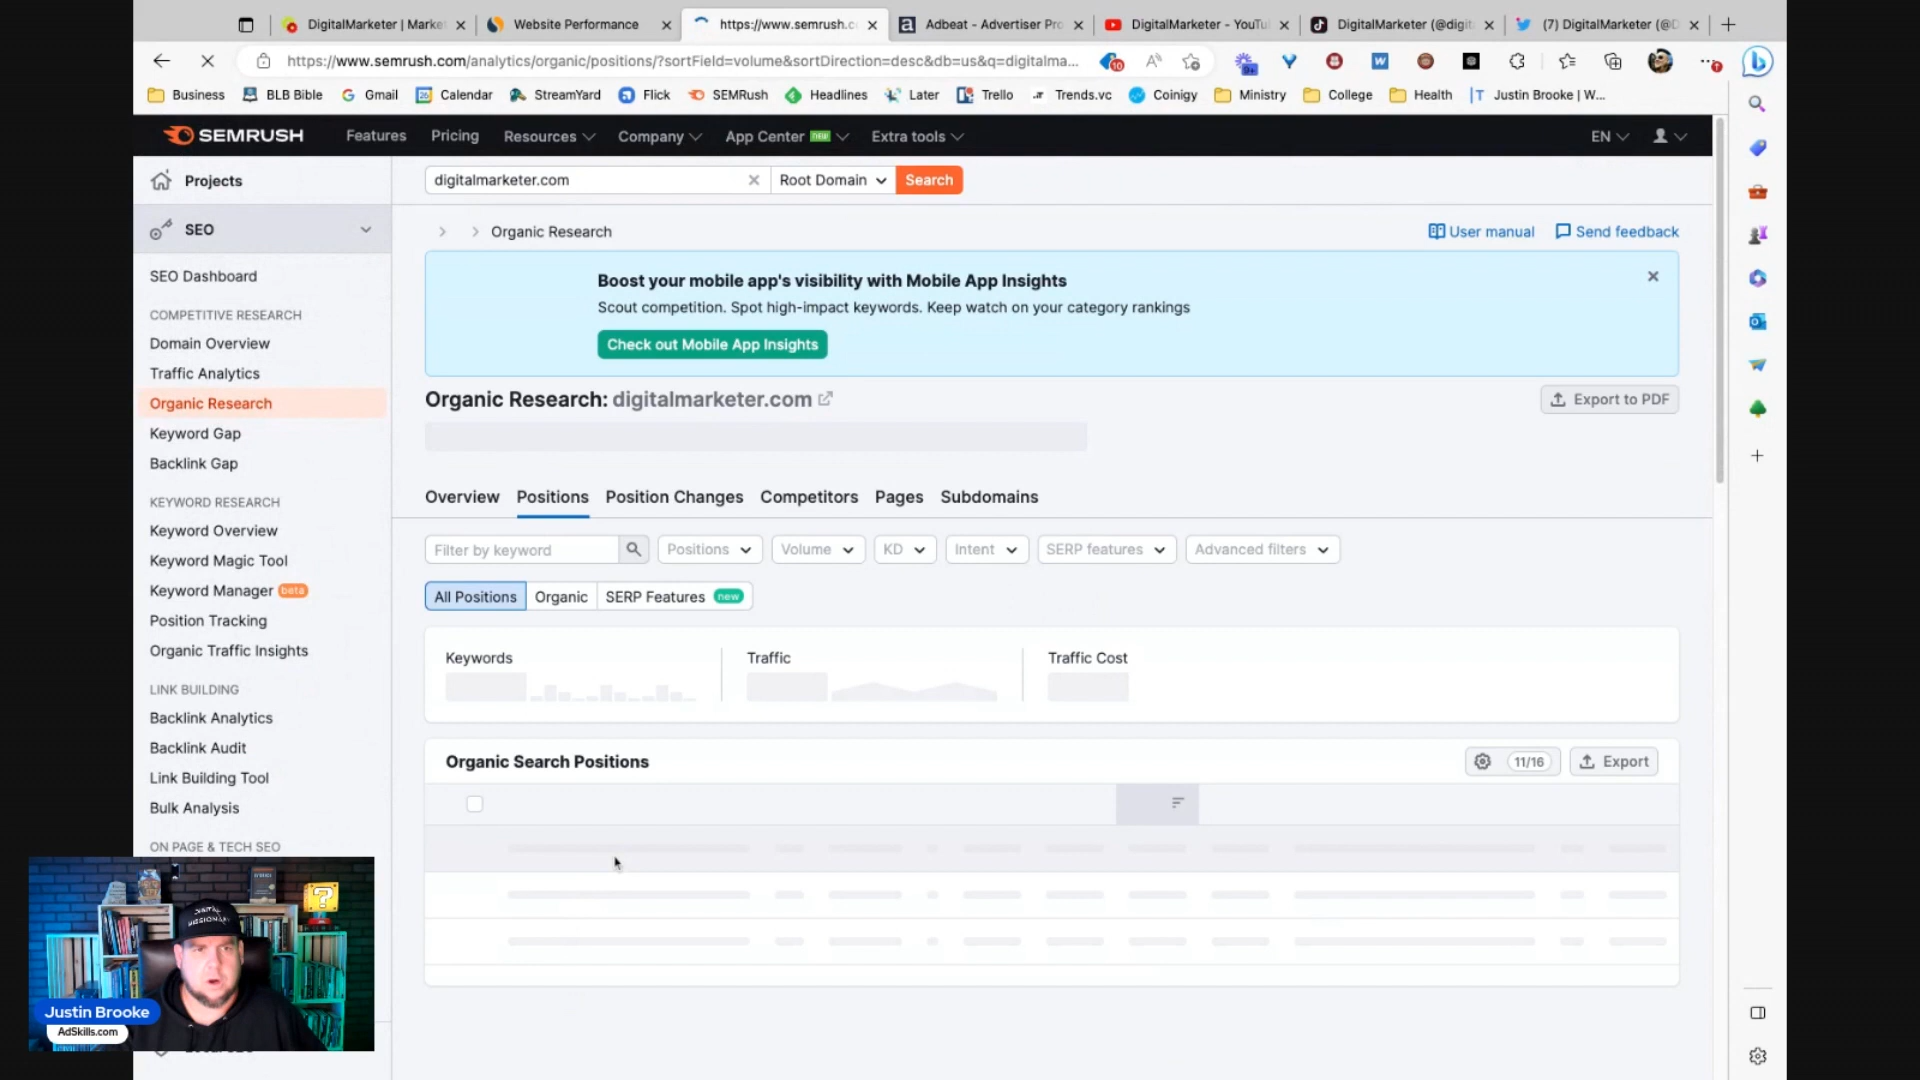 DigitalMarketer | Marke
Website Performance
https://www.semrush.c
Adbeat - Advertiser Pro
DigitalMarketer - YouTu
DigitalMarketer (@digit
(7) DigitalMarketer (@D
https://www.semrush.com/analytics/organic/positions/?sortField=volume&sortDirection=desc&db=us&q=digitalma...
10
9+
Business
BLB Bible
Gmail
Calendar
StreamYard
Flick
SEMRush
Headlines
Later
Trello
Trends.vc
Coinigy
Ministry
College
Health
Justin Brooke | W...
SEMRUSH
Features
Pricing
Resources
Company
App Center new
Extra tools
EN
Projects
digitalmarketer.com
Root Domain
Search
SEO
Organic Research
User manual
Send feedback
SEO Dashboard
COMPETITIVE RESEARCH
Domain Overview
Traffic Analytics
Organic Research
Keyword Gap
Backlink Gap
KEYWORD RESEARCH
Keyword Overview
Keyword Magic Tool
Keyword Manager beta
Position Tracking
Organic Traffic Insights
LINK BUILDING
Backlink Analytics
Backlink Audit
Link Building Tool
Bulk Analysis
ON PAGE & TECH SEO
Boost your mobile app's visibility with Mobile App Insights
Scout competition. Spot high-impact keywords. Keep watch on your category rankings
Check out Mobile App Insights
Organic Research: digitalmarketer.com
Export to PDF
Overview
Positions
Position Changes
Competitors
Pages
Subdomains
Filter by keyword
Positions
Volume
KD
Intent
SERP features
Advanced filters
All Positions
Organic
SERP Features new
Keywords
Traffic
Traffic Cost
Organic Search Positions
11/16
Export
Justin Brooke
AdSkills.com